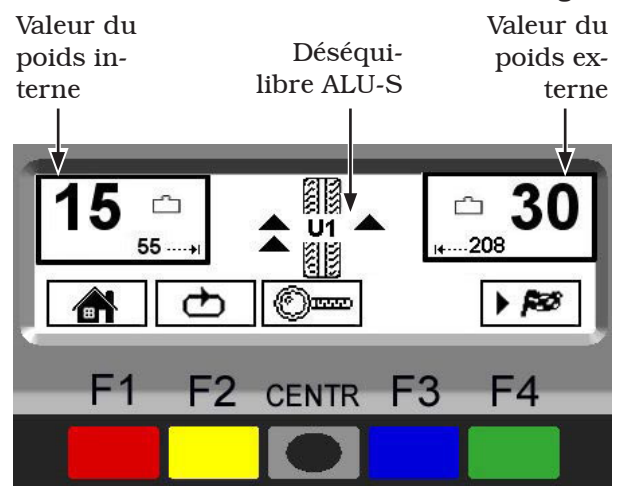 Valeur du
poids in-
terne
Déséqui-
libre ALU-S
Valeur du
poids ex-
terne
15
55
U1
30
208
F1 F2 CENTR F3 F4